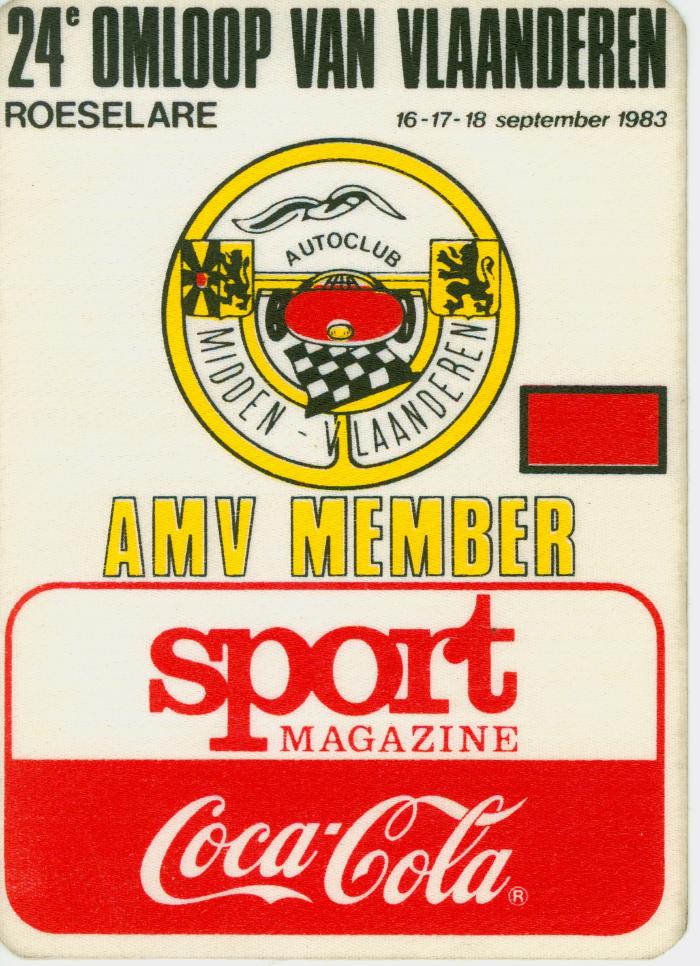 24e OMLOOP VAN VLAANDEREN
ROESELARE
16-17-18 september 1983
AUTOCLUB
MIDDEN - VLAANDEREN
AMV MEMBER
sport
MAGAZINE
Coca-Cola®